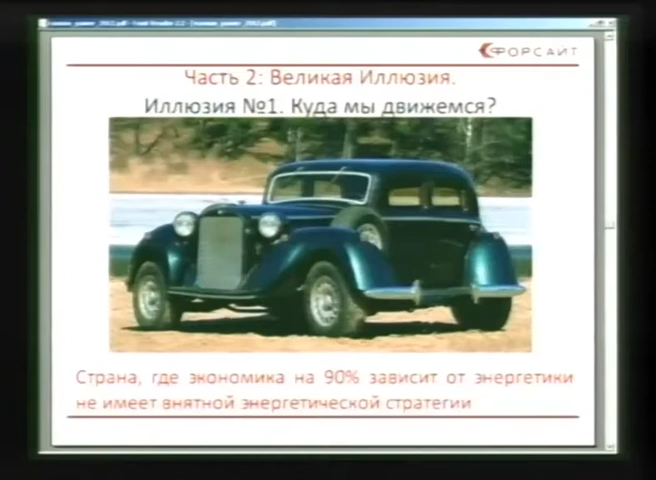 ФОРСАЙТ
Часть 2: Великая Иллюзия.
Иллюзия №1. Куда мы движемся?
Страна, где экономика на 90% зависит от энергетики
не имеет внятной энергетической стратегии